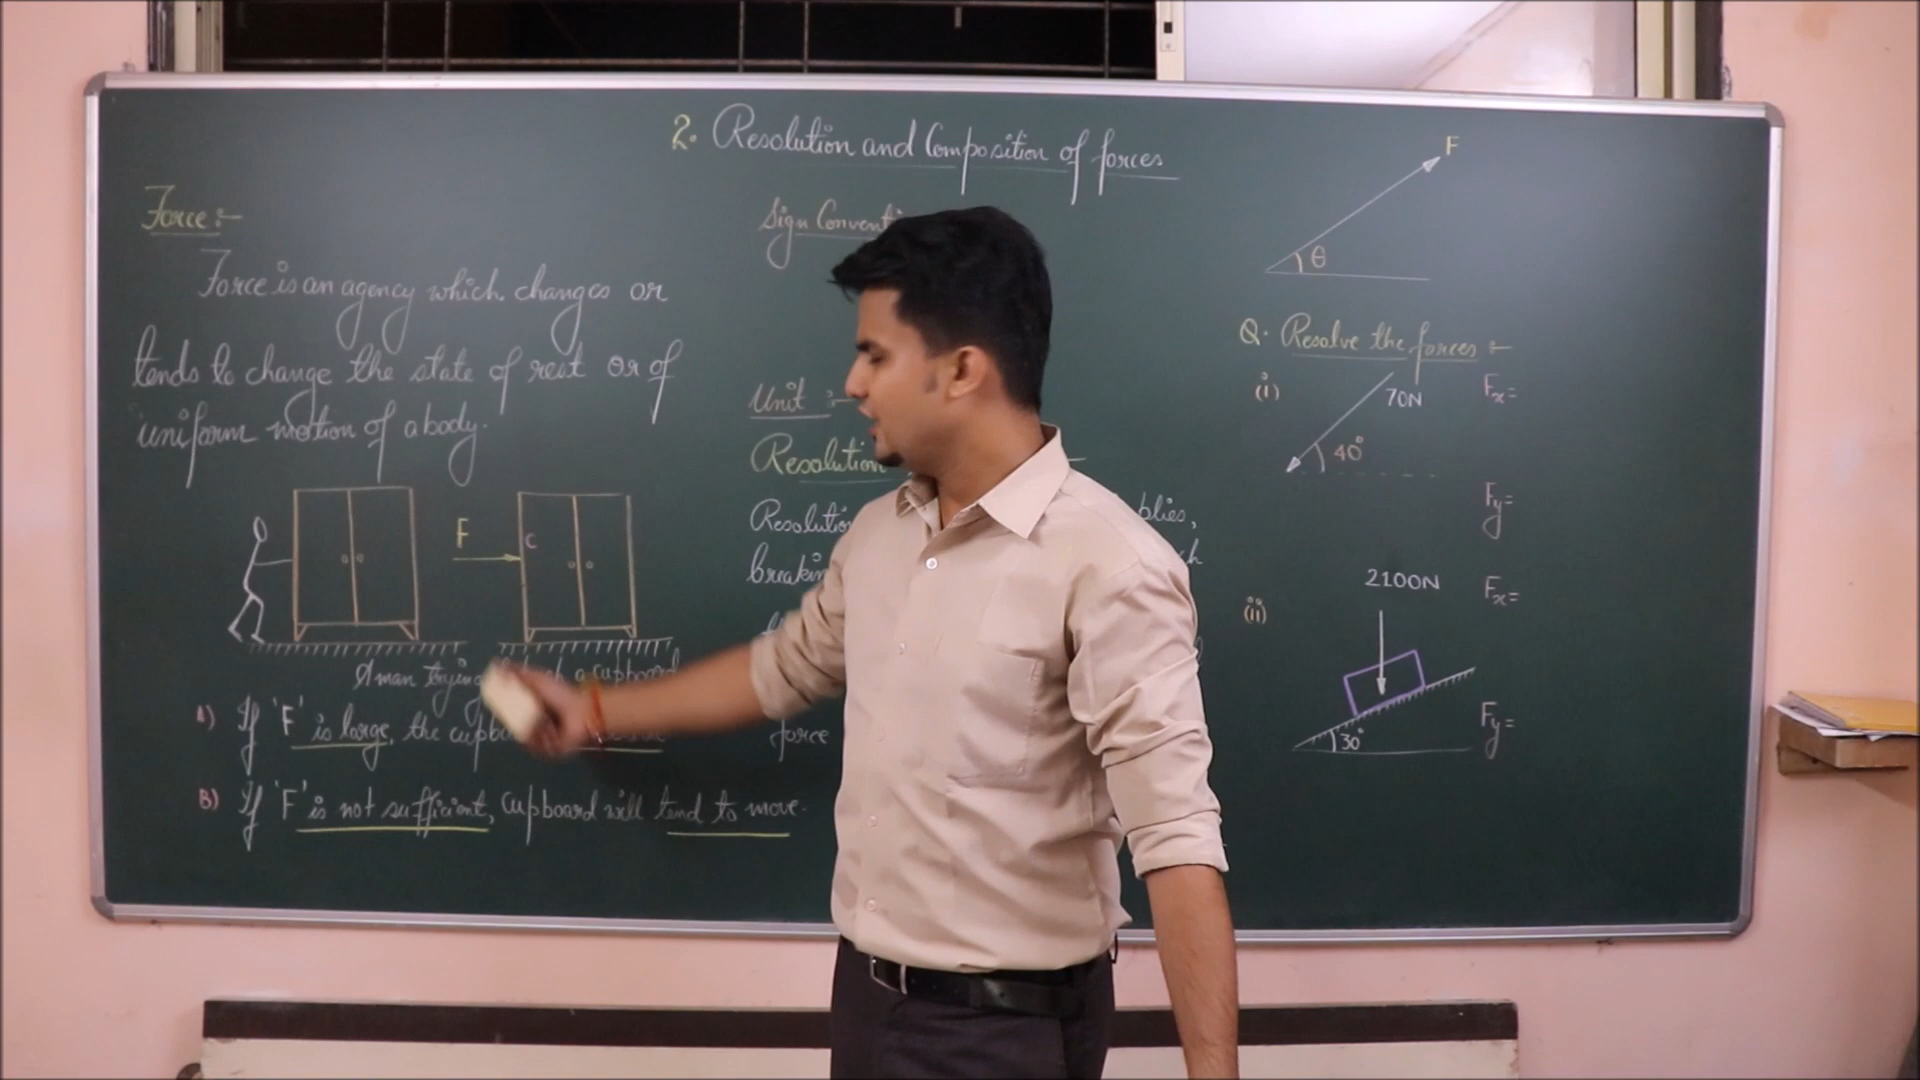 2. Resolution and Composition of forces
Force :-
Force is an agency which changes or
tends to change the state of rest or of
uniform motion of a body.
F
C
A man trying
a cupboard
A) If 'F' is large, the
B) If 'F' is not sufficient, cupboard will tend to move.
Sign
Unit :-
Resolution
Resolution
force
F
θ
Q. Resolve the forces :-
(i)
70N
40°
Fx=
Fy=
(ii)
2100N
30°
Fx=
Fy=